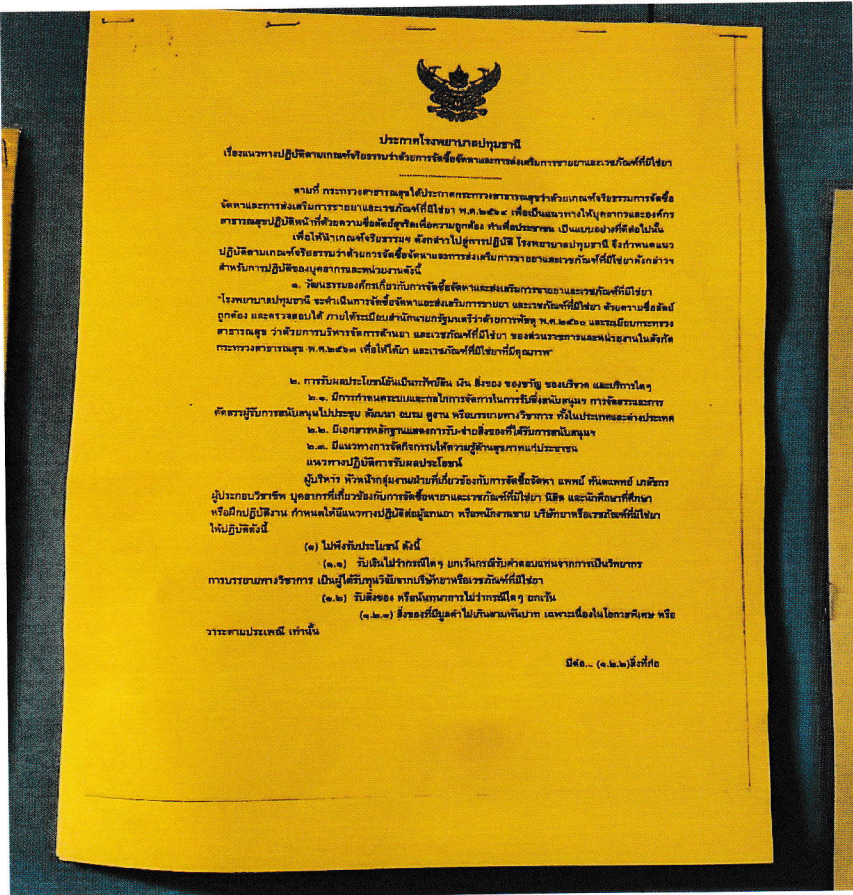 ประกาศโรงพยาบาลปทุมธานี
เรื่องแนวทางปฏิบัติตามเกณฑ์จริยธรรมว่าด้วยการจัดซื้อจัดหาและการส่งเสริมการขายยาและเวชภัณฑ์ที่มิใช่ยา
ตามที่ กระทรวงสาธารณสุขได้ประกาศกระทรวงสาธารณสุขว่าด้วยเกณฑ์จริยธรรมการจัดซื้อ
จัดหาและการส่งเสริมการขายยาและเวชภัณฑ์ที่มิใช่ยา พ.ศ.๒๕๖๔ เพื่อเป็นแนวทางให้บุคลากรและองค์กร
สาธารณสุขปฏิบัติหน้าที่ด้วยความซื่อสัตย์สุจริตเพื่อความถูกต้อง ทำเพื่อประชาชน เป็นแบบอย่างที่ดีต่อไปนั้น
เพื่อให้นำเกณฑ์จริยธรรมฯ ดังกล่าวไปสู่การปฏิบัติ โรงพยาบาลปทุมธานี จึงกำหนดแนว
ปฏิบัติตามเกณฑ์จริยธรรมว่าด้วยการจัดซื้อจัดหาและการส่งเสริมการขายยาและเวชภัณฑ์ที่มิใช่ยาดังกล่าวฯ
สำหรับการปฏิบัติของบุคลากรและหน่วยงานดังนี้
๑. วัฒนธรรมองค์กรเกี่ยวกับการจัดซื้อจัดหาและส่งเสริมการขายยาและเวชภัณฑ์ที่มิใช่ยา
"โรงพยาบาลปทุมธานี จะดำเนินการจัดซื้อจัดหาและส่งเสริมการขายยา และเวชภัณฑ์ที่มิใช่ยา ด้วยความซื่อสัตย์
ถูกต้อง และตรวจสอบได้ ภายใต้ระเบียบสำนักนายกรัฐมนตรีว่าด้วยการพัสดุ พ.ศ.๒๕๖๐ และระเบียบกระทรวง
สาธารณสุข ว่าด้วยการบริหารจัดการด้านยา และเวชภัณฑ์ที่มิใช่ยา ของส่วนราชการและหน่วยงานในสังกัด
กระทรวงสาธารณสุข พ.ศ.๒๕๖๓ เพื่อให้ได้ยา และเวชภัณฑ์ที่มิใช่ยาที่มีคุณภาพ"
๒. การรับผลประโยชน์อันเป็นทรัพย์สิน เงิน สิ่งของ ของขวัญ ของบริจาค และบริการใดๆ
๒.๑. มีการกำหนดระบบและกลไกการจัดการในการรับสิ่งสนับสนุนฯ การจัดสรรและการ
คัดสรรผู้รับการสนับสนุนไปประชุม สัมมนา อบรม ดูงาน หรือบรรยายทางวิชาการ ทั้งในประเทศและต่างประเทศ
๒.๒. มีเอกสารหลักฐานแสดงการรับ-จ่ายสิ่งของที่ได้รับการสนับสนุนฯ
๒.๓. มีแนวทางการจัดกิจกรรมให้ความรู้ด้านสุขภาพแก่ประชาชน
แนวทางปฏิบัติการรับผลประโยชน์
ผู้บริหาร หัวหน้ากลุ่มงาน/ฝ่ายที่เกี่ยวข้องกับการจัดซื้อจัดหา แพทย์ ทันตแพทย์ เภสัชกร
ผู้ประกอบวิชาชีพ บุคลากรที่เกี่ยวข้องกับการจัดซื้อหายาและเวชภัณฑ์ที่มิใช่ยา นิสิต และนักศึกษาที่ศึกษา
หรือฝึกปฏิบัติงาน กำหนดให้มีแนวทางปฏิบัติต่อผู้แทนยา หรือพนักงานขาย บริษัทยาหรือเวชภัณฑ์ที่มิใช่ยา
ให้ปฏิบัติดังนี้
(๑) ไม่พึงรับประโยชน์ ดังนี้
(๑.๑) รับเงินไม่ว่ากรณีใดๆ ยกเว้นกรณีรับค่าตอบแทนจากการเป็นวิทยากร
การบรรยายทางวิชาการ เป็นผู้ได้รับทุนวิจัยจากบริษัทยาหรือเวชภัณฑ์ที่มิใช่ยา
(๑.๒) รับสิ่งของ หรือนันทนาการไม่ว่ากรณีใดๆ ยกเว้น
(๑.๒.๑) สิ่งของที่มีมูลค่าไม่เกินสามพันบาท เฉพาะเนื่องในโอกาสพิเศษ หรือ
วาระตามประเพณี เท่านั้น
มีต่อ... (๑.๒.๒)สิ่งที่ก่อ